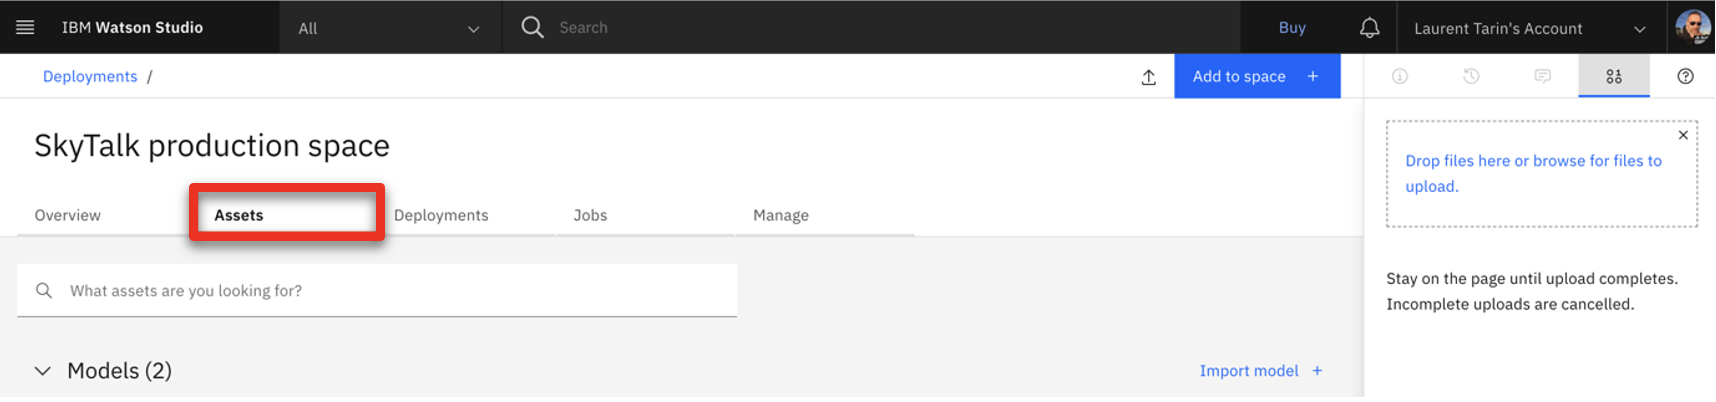 IBM Watson Studio
All
Search
Buy
Laurent Tarin's Account
Deployments /
Add to space +
SkyTalk production space
Overview
Assets
Deployments
Jobs
Manage
What assets are you looking for?
Models (2)
Import model +
Drop files here or browse for files to
upload.
Stay on the page until upload completes.
Incomplete uploads are cancelled.